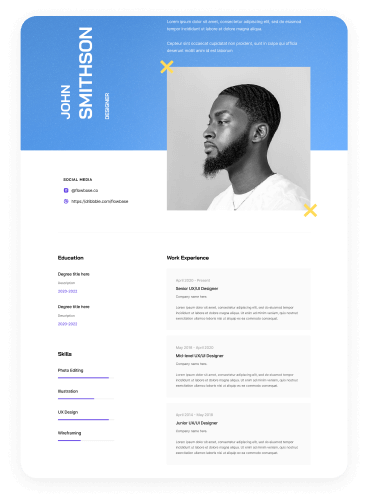 JOHN
SMITHSON
DESIGNER
Lorem ipsum dolor sit amet, consectetur adipiscing elit, sed do eiusmod
tempor incididunt ut labore et dolore magna aliqua.
Excepteur sint occaecat cupidatat non proident, sunt in culpa qui officia
deserunt mollit anim id est laborum.
SOCIAL MEDIA
@flowbase.co
https://dribbble.com/flowbase
Education
Degree title here
Description
2020-2022
Degree title here
Description
2020-2022
Skills
Photo Editing
Illustration
UX Design
Wireframing
Work Experience
April 2020 - Present
Senior UX/UI Designer
Company name here.
Lorem ipsum dolor sit amet, consectetur adipiscing elit, sed do eiusmod tempor
incididunt ut labore et dolore magna aliqua. Ut enim ad minim veniam, quis nostrud
exercitation ullamco laboris nisi ut aliquip ex ea commodo consequat.
May 2019 - April 2020
Mid-level UX/UI Designer
Company name here.
Lorem ipsum dolor sit amet, consectetur adipiscing elit, sed do eiusmod tempor
incididunt ut labore et dolore magna aliqua. Ut enim ad minim veniam, quis nostrud
exercitation ullamco laboris nisi ut aliquip ex ea commodo consequat.
April 2014 - May 2019
Junior UX/UI Designer
Company name here.
Lorem ipsum dolor sit amet, consectetur adipiscing elit, sed do eiusmod tempor
incididunt ut labore et dolore magna aliqua. Ut enim ad minim veniam, quis nostrud
exercitation ullamco laboris nisi ut aliquip ex ea commodo consequat.